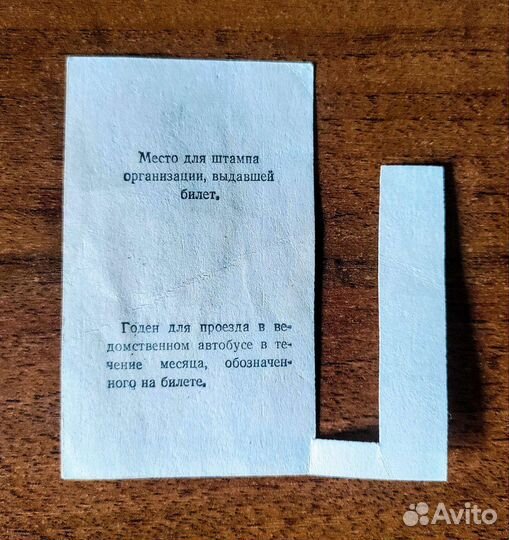 Место для штампа
организации, выдавшей
билет.
Годен для проезда в ве-
домственном автобусе в те-
чение месяца, обозначен-
ного на билете.
Avito